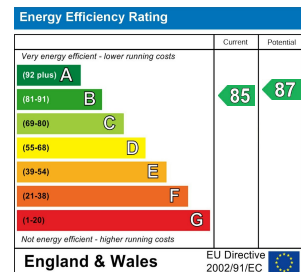 Energy Efficiency Rating
Current Potential
Very energy efficient - lower running costs
(92 plus) A
(81-91) B
85 87
(69-80) C
(55-68) D
(39-54) E
(21-38) F
(1-20) G
Not energy efficient - higher running costs
England & Wales
EU Directive
2002/91/EC